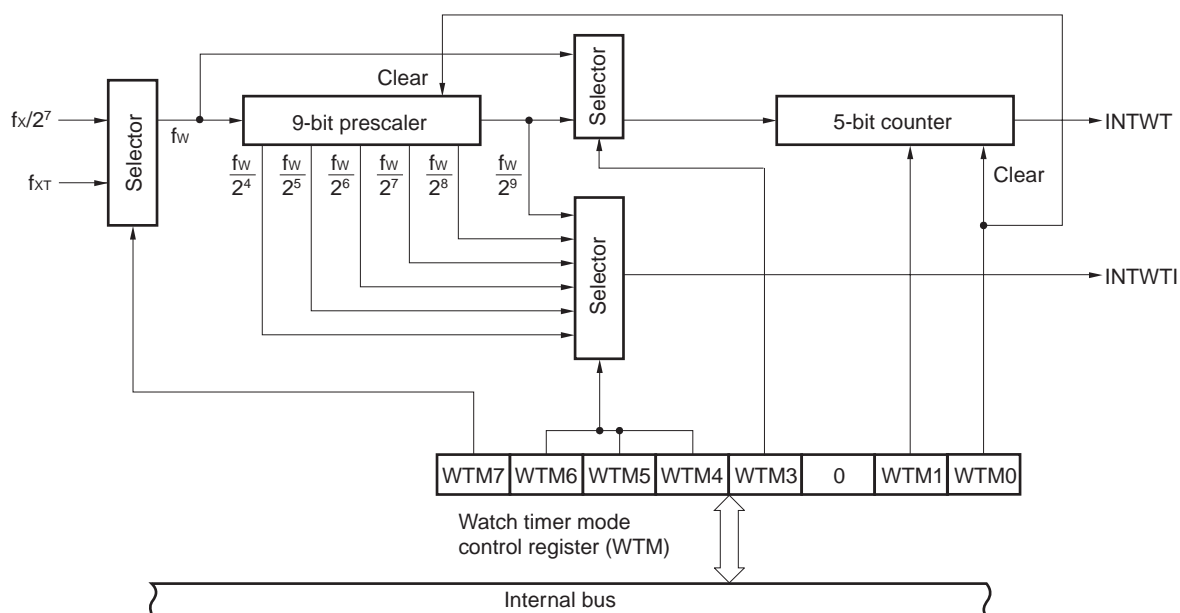 Clear
Selector
fX/2⁷
fW
fXT
Selector
9-bit prescaler
5-bit counter
INTWT
fW/2⁴
fW/2⁵
fW/2⁶
fW/2⁷
fW/2⁸
fW/2⁹
Clear
Selector
INTWTI
WTM7 WTM6 WTM5 WTM4 WTM3 0 WTM1 WTM0
Watch timer mode
control register (WTM)
Internal bus